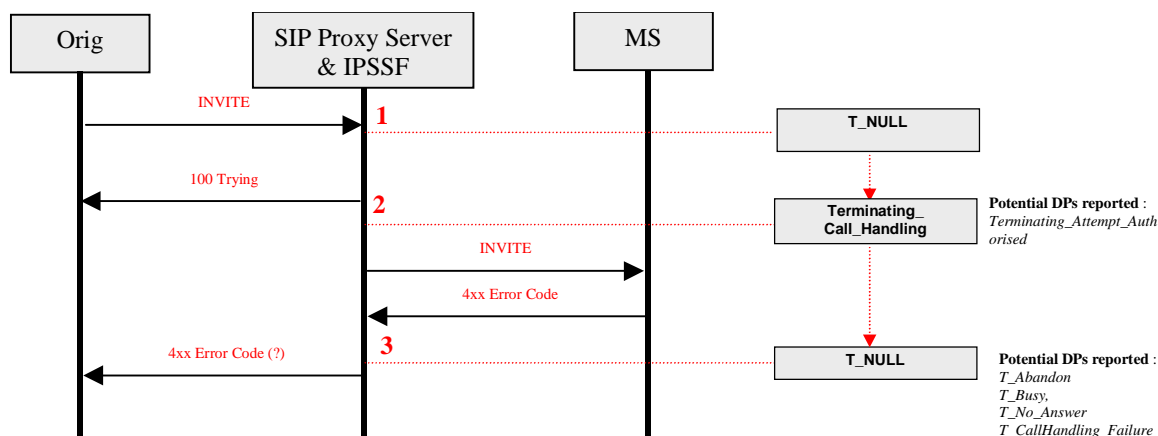 Orig
SIP Proxy Server
& IPSSF
MS
INVITE
1
T_NULL
100 Trying
2
Terminating_
Call_Handling
Potential DPs reported :
Terminating_Attempt_Auth
orised
INVITE
4xx Error Code
4xx Error Code (?)
3
T_NULL
Potential DPs reported :
T_Abandon
T_Busy,
T_No_Answer
T_CallHandling_Failure